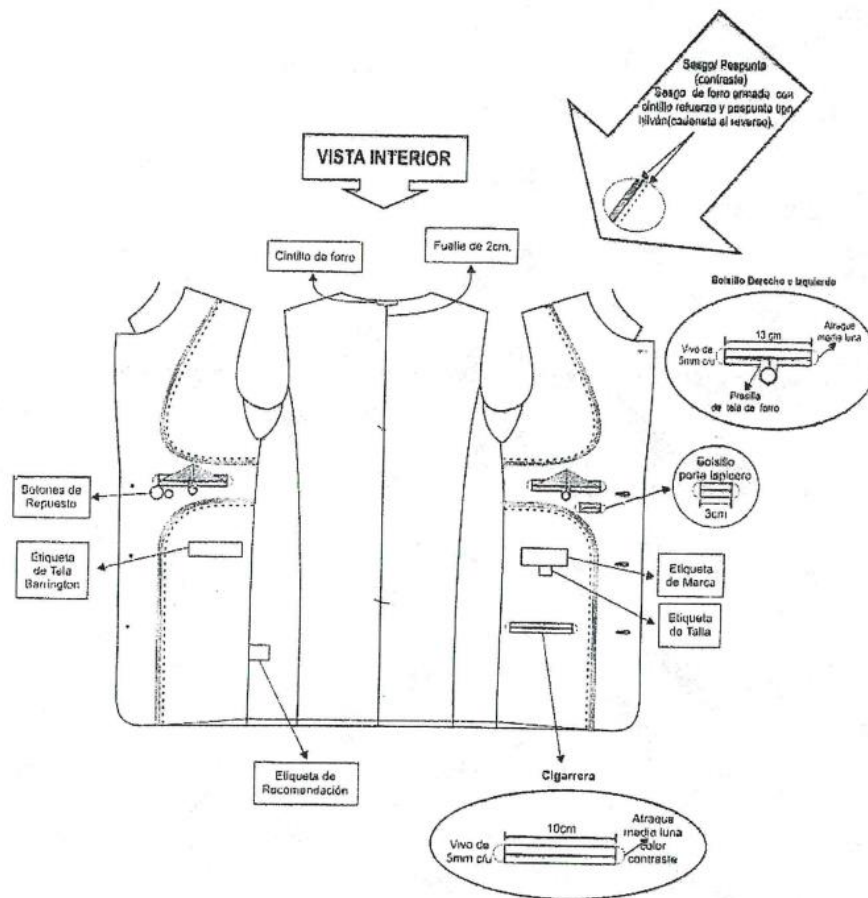 Sesgo/ Pespunte
(contraste)
Sesgo de forro armada con
cintillo refuerzo y pespunte tipo
hilván(cadeneta al reverso).
VISTA INTERIOR
Cintillo de forro
Fuelle de 2cm.
Bolsillo Derecho e Izquierdo
13 cm
Atraque
media luna
Vivo de
5mm c/u
Presilla
de tela de forro
Bolsillo
porta lapicero
3cm
Botones de
Repuesto
Etiqueta
de Tela
Barrington
Etiqueta
de Marca
Etiqueta
de Talla
Etiqueta de
Recomendación
Cigarrera
10cm
Atraque
media luna
color
contraste
Vivo de
5mm c/u